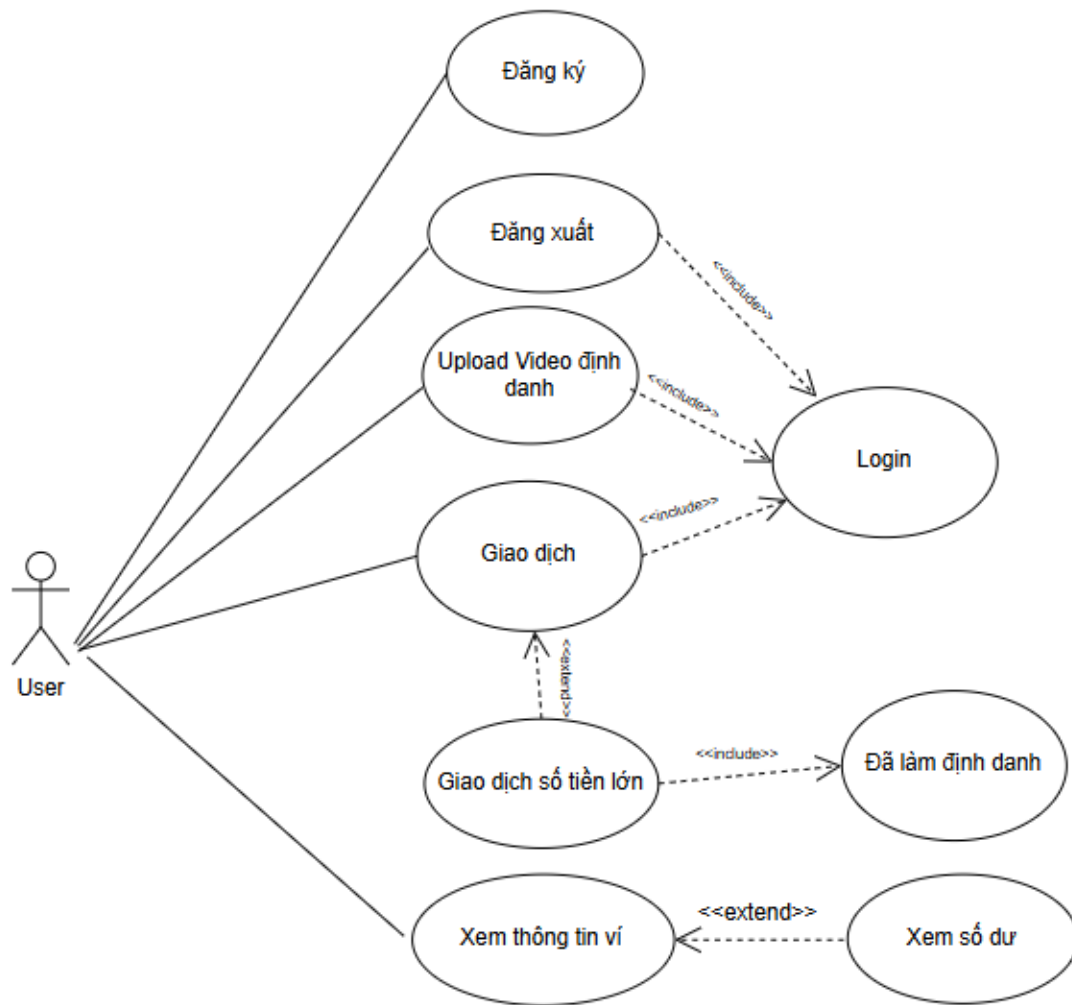 Đăng ký
Đăng xuất
<<include>>
Upload Video định
danh
<<include>>
Login
Giao dịch
<<include>>
User
<<extend>>
Giao dịch số tiền lớn
<<include>>
Đã làm định danh
Xem thông tin ví
<<extend>>
Xem số dư